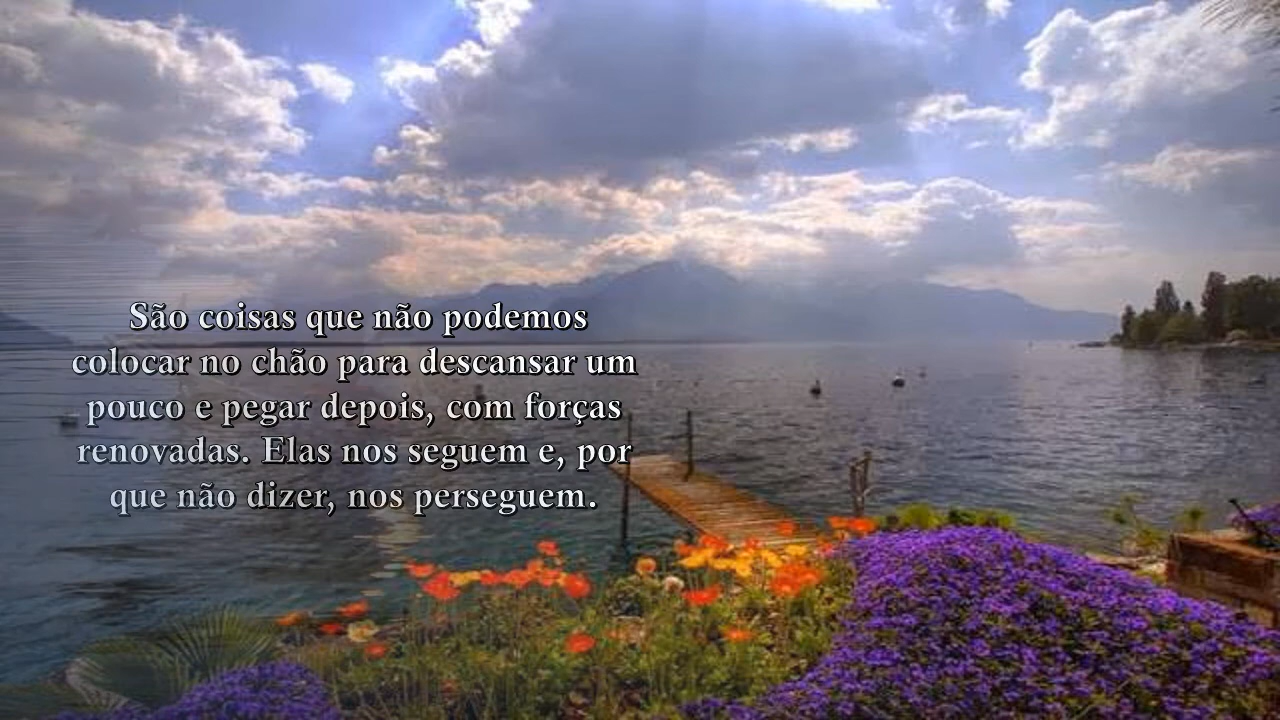 São coisas que não podemos
colocar no chão para descansar um
pouco e pegar depois, com forças
renovadas. Elas nos seguem e, por
que não dizer, nos perseguem.